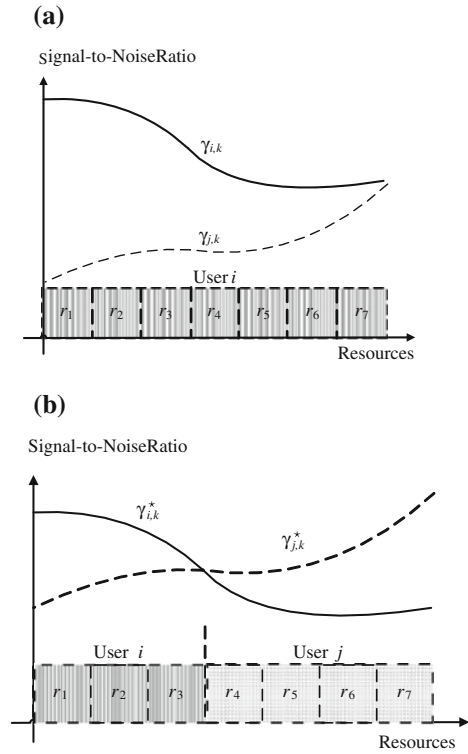 (a)
Signal-to-NoiseRatio
γi,k
γj,k
User i
r1 r2 r3 r4 r5 r6 r7
Resources
(b)
Signal-to-NoiseRatio
γ⋆i,k
γ⋆j,k
User i User j
r1 r2 r3 r4 r5 r6 r7
Resources